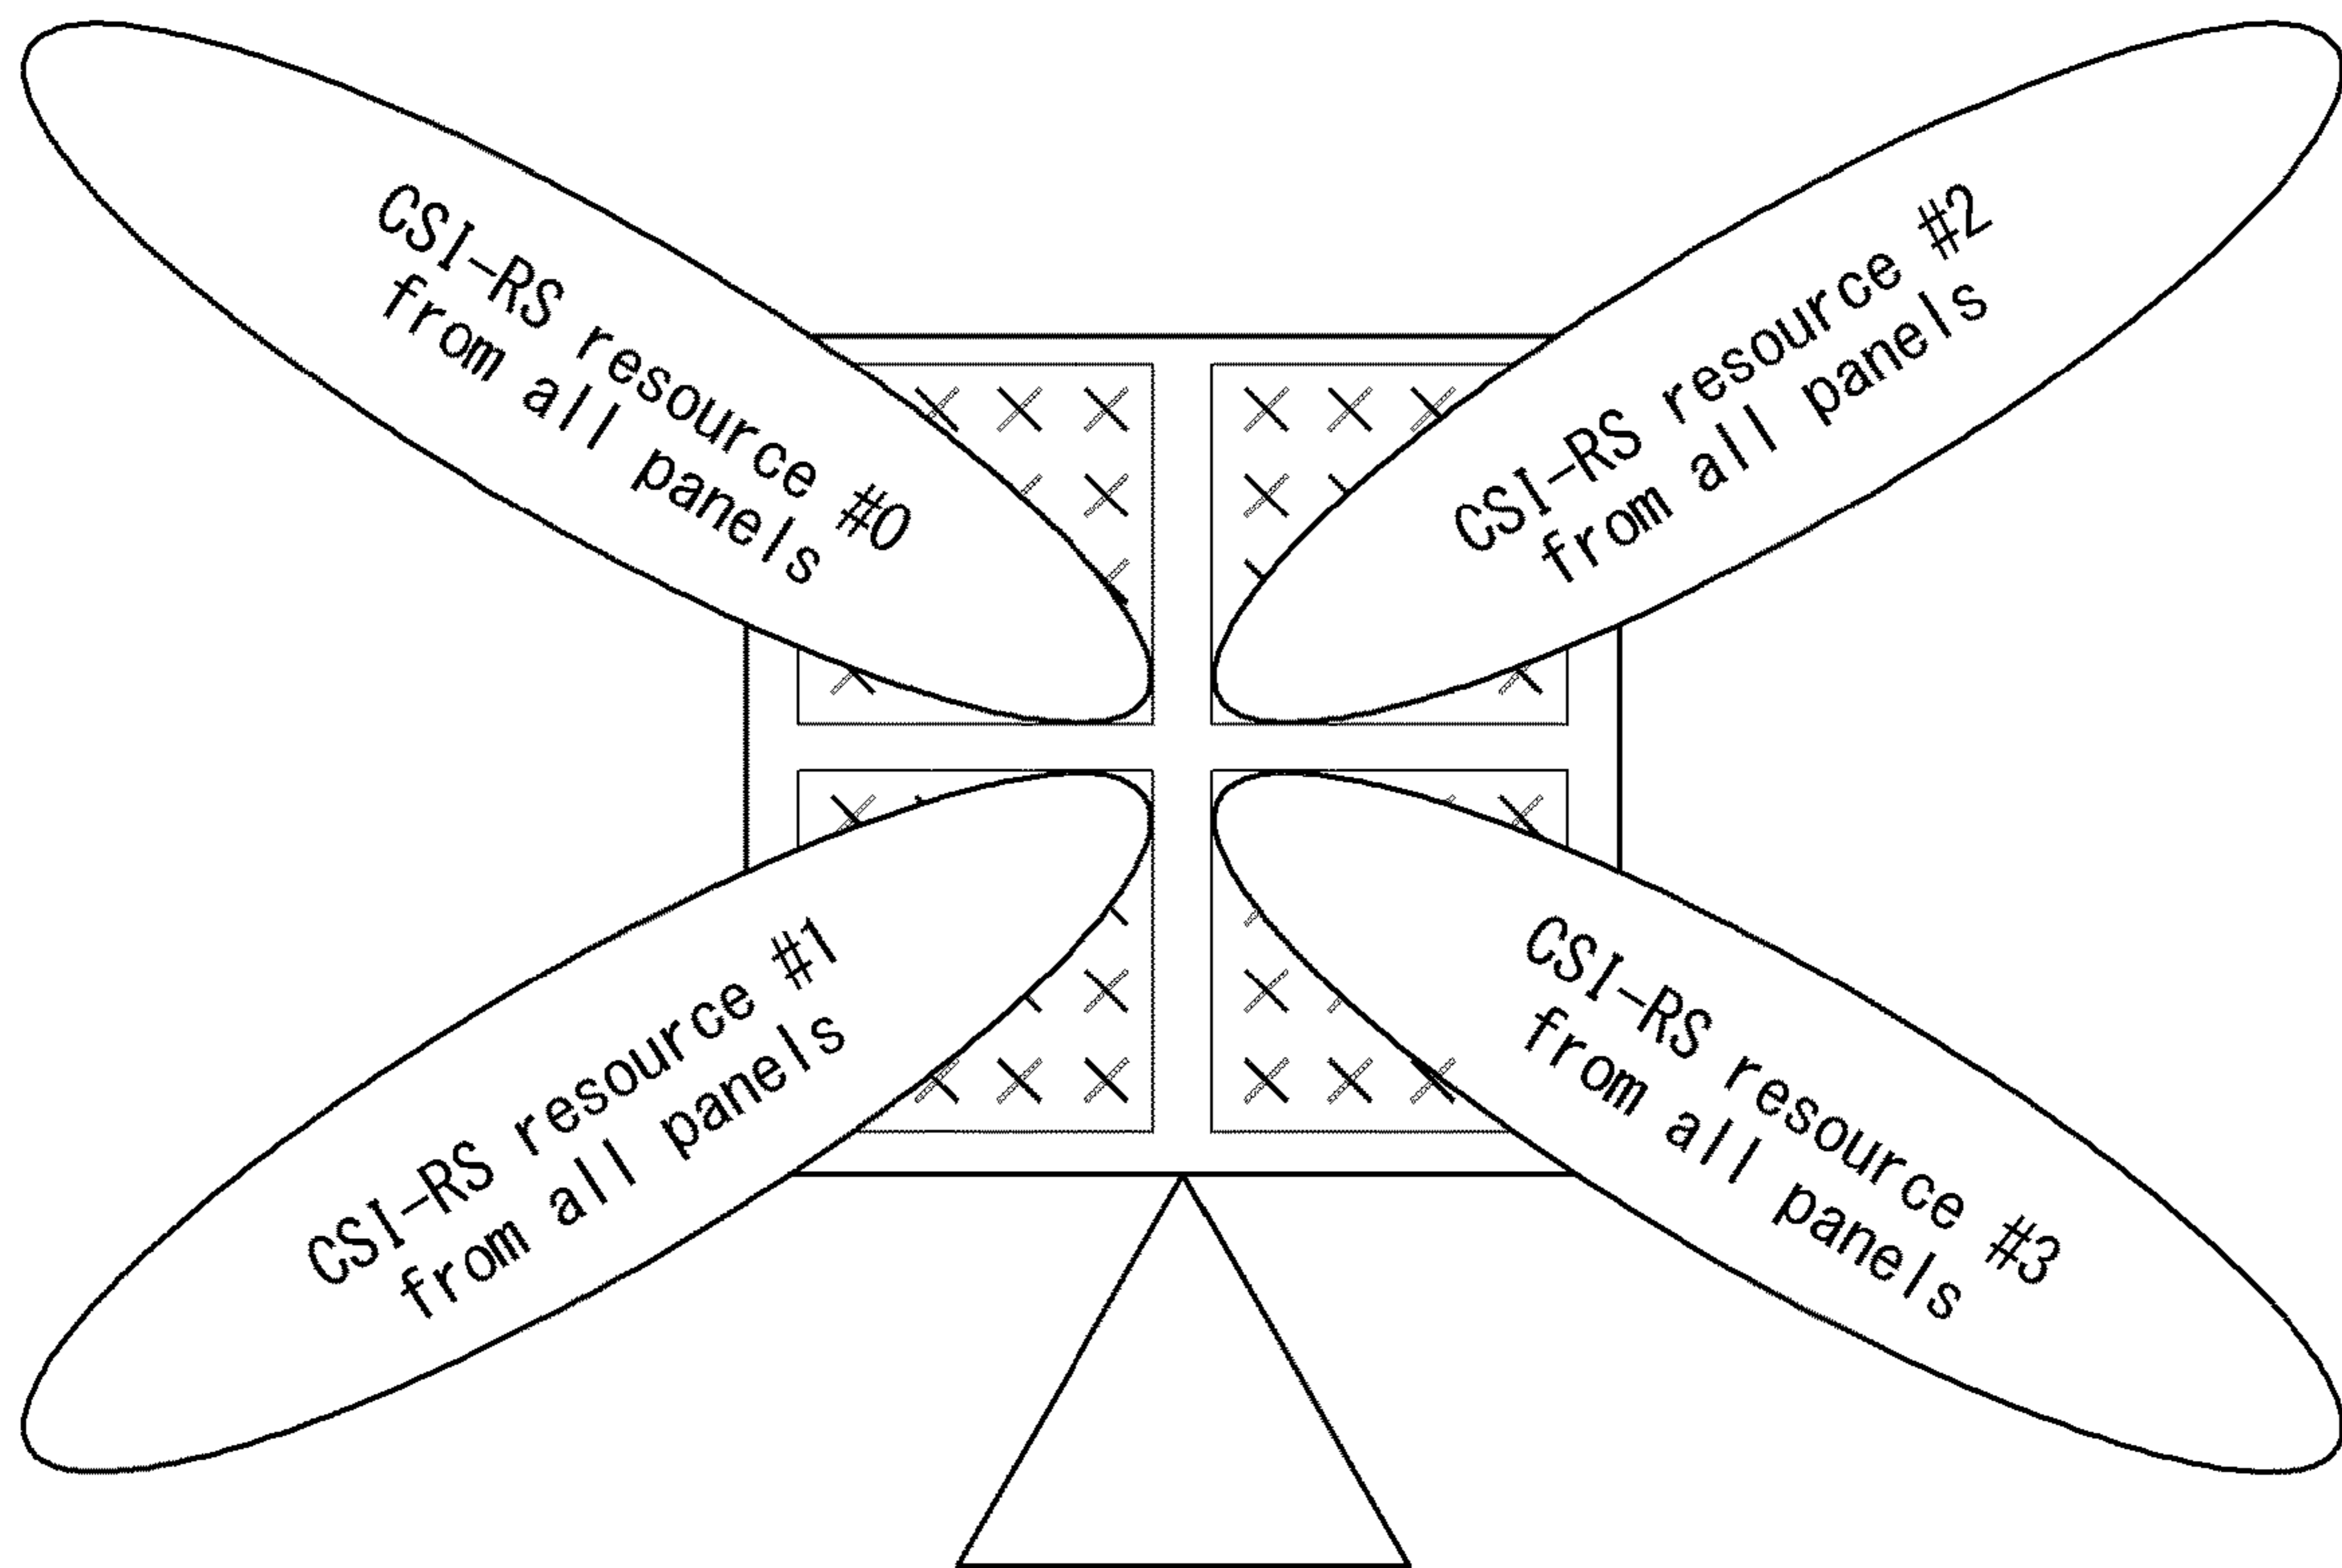 CSI-RS resource #0
from all panels
CSI-RS resource #2
from all panels
CSI-RS resource #1
from all panels
CSI-RS resource #3
from all panels